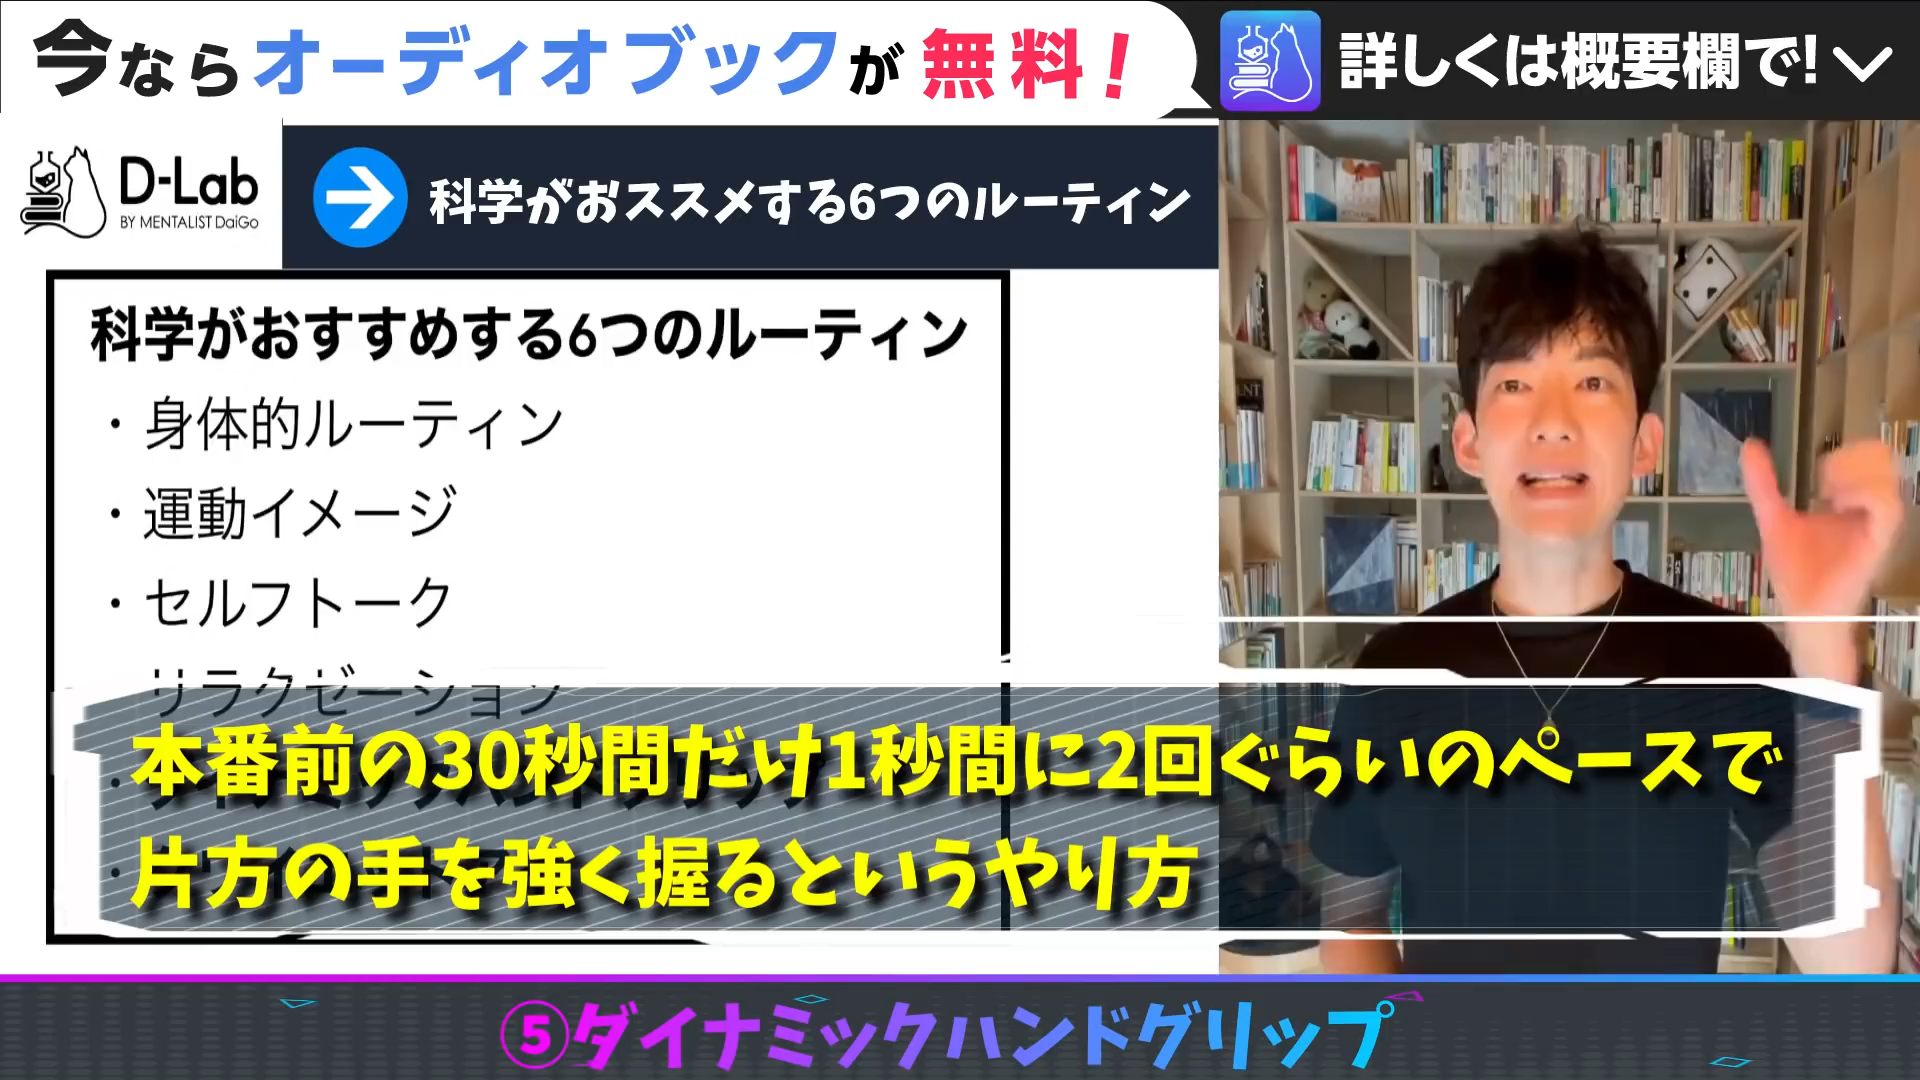 今ならオーディオブックが無料!
詳しくは概要欄で!
D-Lab
BY MENTALIST DaiGo
科学がおススメする6つのルーティン
科学がおすすめする6つのルーティン
・身体的ルーティン
・運動イメージ
・セルフトーク
リラクゼーション
本番前の30秒間だけ1秒間に2回ぐらいのペースで
片方の手を強く握るというやり方
⑤ダイナミックハンドグリップ